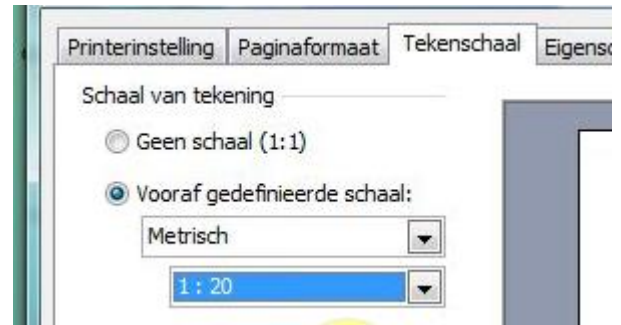 Printerinstelling Paginaformaat Tekenschaal
Schaal van tekening
Geen schaal (1:1)
Vooraf gedefinieerde schaal:
Metrisch
1 : 20